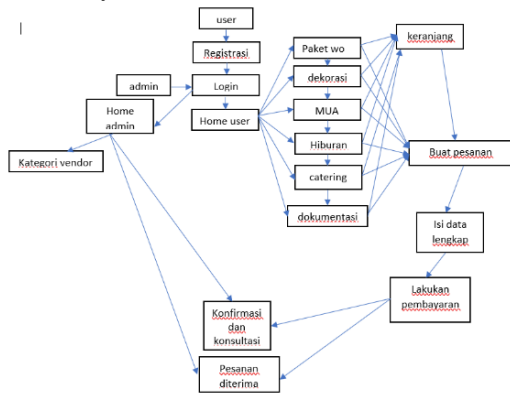 user
Registrasi
admin
Login
Home
admin
Home user
Kategori vendor
Paket wo
dekorasi
MUA
Hiburan
catering
dokumentasi
keranjang
Buat pesanan
Isi data
lengkap
Lakukan
pembayaran
Konfirmasi
dan
konsultasi
Pesanan
diterima